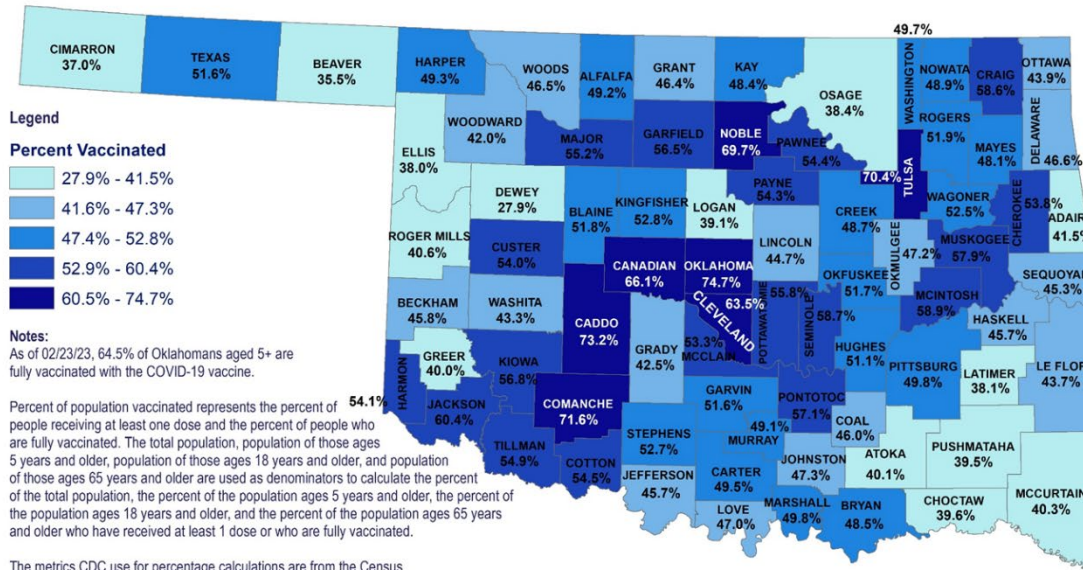 49.7%
CIMARRON
37.0%
TEXAS
51.6%
BEAVER
35.5%
HARPER
49.3%
WOODS
46.5%
ALFALFA
49.2%
GRANT
46.4%
KAY
48.4%
OSAGE
38.4%
WASHINGTON
NOWATA
48.9%
CRAIG
58.6%
OTTAWA
43.9%
Legend
Percent Vaccinated
27.9% - 41.5%
41.6% - 47.3%
47.4% - 52.8%
52.9% - 60.4%
60.5% - 74.7%
ELLIS
38.0%
WOODWARD
42.0%
MAJOR
55.2%
GARFIELD
56.5%
NOBLE
69.7%
PAWNEE
54.4%
ROGERS
51.9%
MAYES
48.1%
DELAWARE
46.6%
DEWEY
27.9%
BLAINE
51.8%
KINGFISHER
52.8%
LOGAN
39.1%
PAYNE
54.3%
70.4%
TULSA
CREEK
48.7%
WAGONER
52.5%
CHEROKEE
53.8%
ADAIR
41.5%
ROGER MILLS
40.6%
CUSTER
54.0%
CANADIAN
66.1%
OKLAHOMA
74.7%
LINCOLN
44.7%
OKMULGEE
47.2%
MUSKOGEE
57.9%
SEQUOYAH
45.3%
BECKHAM
45.8%
WASHITA
43.3%
CADDO
73.2%
CLEVELAND
63.5%
POTTAWATOMIE
55.8%
SEMINOLE
58.7%
OKFUSKEE
51.7%
MCINTOSH
58.9%
HASKELL
45.7%
Notes:
As of 02/23/23, 64.5% of Oklahomans aged 5+ are
fully vaccinated with the COVID-19 vaccine.
GREER
40.0%
KIOWA
56.8%
GRADY
42.5%
53.3%
MCCLAIN
HUGHES
51.1%
PITTSBURG
49.8%
LATIMER
38.1%
LE FLOR
43.7%
54.1%
HARMON
JACKSON
60.4%
COMANCHE
71.6%
GARVIN
51.6%
PONTOTOC
57.1%
COAL
46.0%
TILLMAN
54.9%
COTTON
54.5%
STEPHENS
52.7%
49.1%
MURRAY
JOHNSTON
47.3%
ATOKA
40.1%
PUSHMATAHA
39.5%
JEFFERSON
45.7%
CARTER
49.5%
LOVE
47.0%
MARSHALL
49.8%
BRYAN
48.5%
CHOCTAW
39.6%
MCCURTAIN
40.3%
Percent of population vaccinated represents the percent of
people receiving at least one dose and the percent of people who
are fully vaccinated. The total population, population of those ages
5 years and older, population of those ages 18 years and older, and population
of those ages 65 years and older are used as denominators to calculate the percent
of the total population, the percent of the population ages 5 years and older, the percent of
the population ages 18 years and older, and the percent of the population ages 65 years
and older who have received at least 1 dose or who are fully vaccinated.
The metrics CDC use for percentage calculations are from the Census